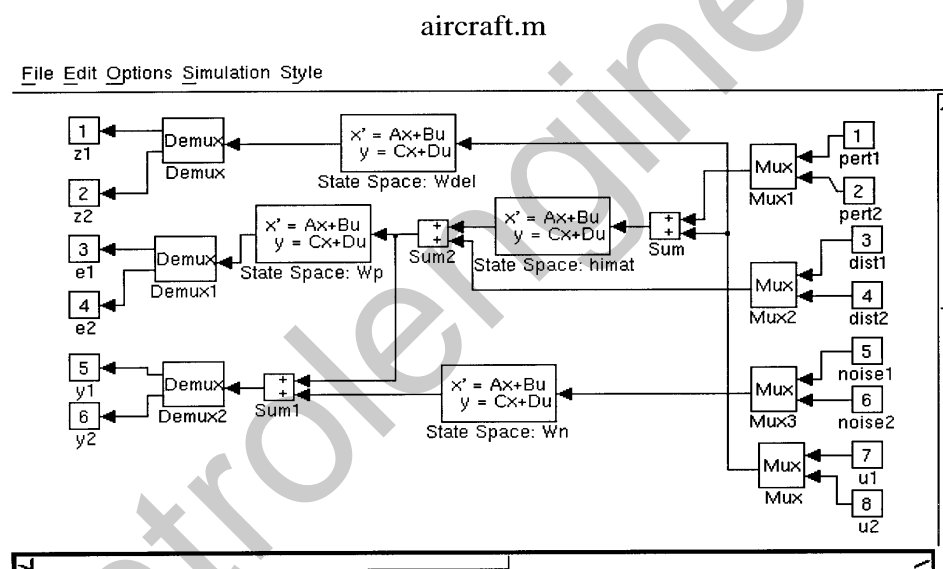 aircraft.m
File Edit Options Simulation Style
1
z1
2
z2
Demux
Demux
x' = Ax+Bu
y = Cx+Du
State Space: Wdel
Mux
Mux1
1
pert1
2
pert2
3
e1
4
e2
Demux
Demux1
x' = Ax+Bu
y = Cx+Du
State Space: Wp
+
+
Sum2
x' = Ax+Bu
y = Cx+Du
State Space: himat
+
+
Sum
Mux
Mux2
3
dist1
4
dist2
5
y1
6
y2
Demux
Demux2
+
+
Sum1
x' = Ax+Bu
y = Cx+Du
State Space: Wn
Mux
Mux3
5
noise1
6
noise2
Mux
Mux
7
u1
8
u2
trolengine